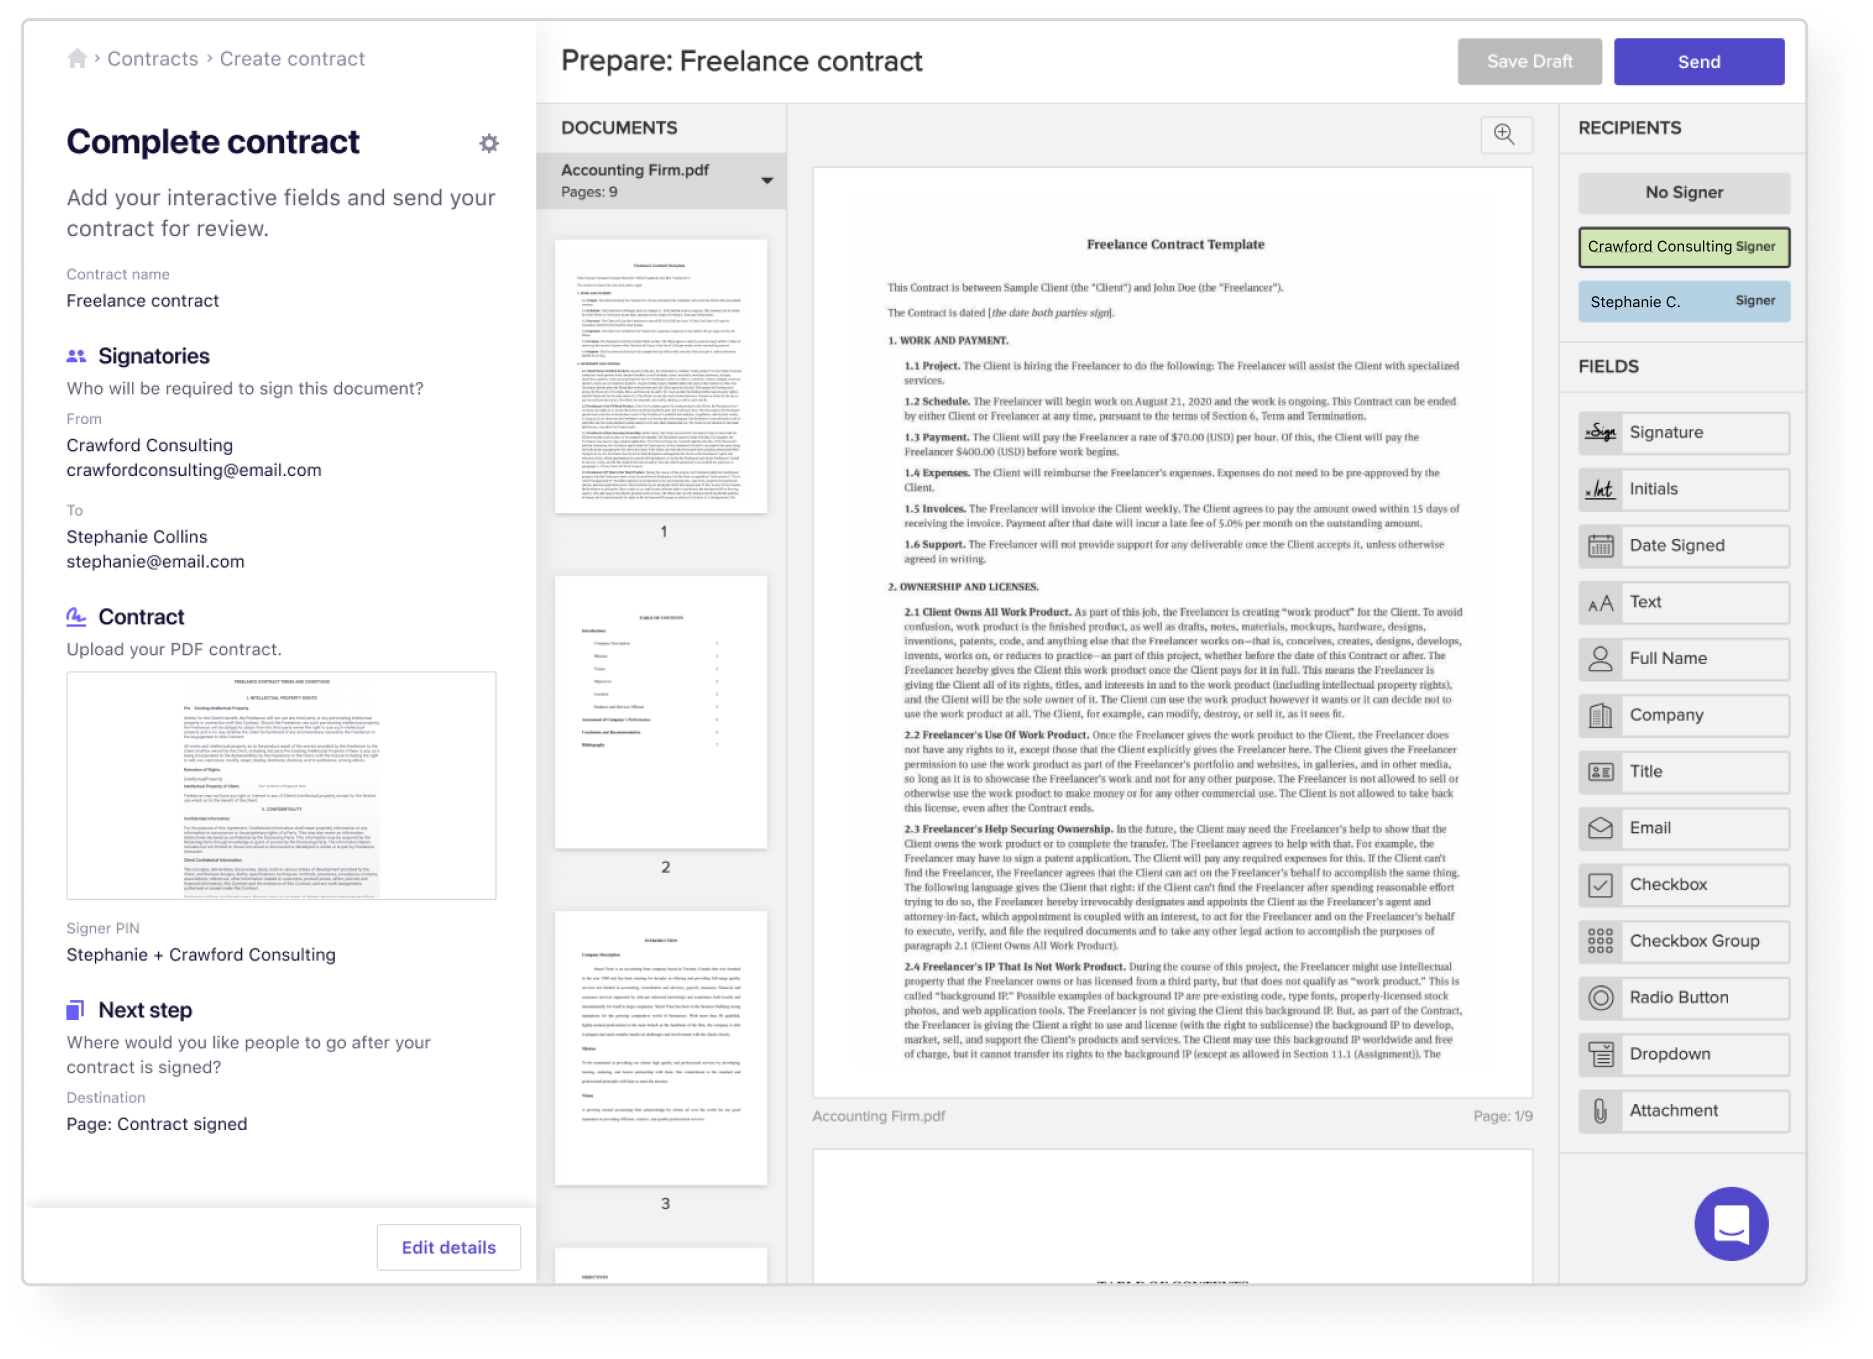 Contracts › Create contract
Complete contract
Add your interactive fields and send your
contract for review.
Contract name
Freelance contract
Signatories
Who will be required to sign this document?
From
Crawford Consulting
crawfordconsulting@email.com
To
Stephanie Collins
stephanie@email.com
Contract
Upload your PDF contract.
FREELANCE CONTRACT TERMS AND CONDITIONS
I. INTELLECTUAL PROPERTY RIGHTS
Signer PIN
Stephanie + Crawford Consulting
Next step
Where would you like people to go after your
contract is signed?
Destination
Page: Contract signed
Edit details
Prepare: Freelance contract
Save Draft
Send
DOCUMENTS
Accounting Firm.pdf
Pages: 9
Freelance Contract Template
1
TABLE OF CONTENTS
Introduction:
Company Description
Mission
Vision
Objectives
Location
Products and Services Offered
Assessment of Company's Performance
Conclusion and Recommendation
Bibliography
2
INTRODUCTION
Company Description
Mission
Vision
3
OBJECTIVES
Freelance Contract Template
This Contract is between Sample Client (the "Client") and John Doe (the "Freelancer").
The Contract is dated [the date both parties sign].
1. WORK AND PAYMENT.
1.1 Project. The Client is hiring the Freelancer to do the following: The Freelancer will assist the Client with specialized
services.
1.2 Schedule. The Freelancer will begin work on August 21, 2020 and the work is ongoing. This Contract can be ended
by either Client or Freelancer at any time, pursuant to the terms of Section 6, Term and Termination.
1.3 Payment. The Client will pay the Freelancer a rate of $70.00 (USD) per hour. Of this, the Client will pay the
Freelancer $400.00 (USD) before work begins.
1.4 Expenses. The Client will reimburse the Freelancer's expenses. Expenses do not need to be pre-approved by the
Client.
1.5 Invoices. The Freelancer will invoice the Client weekly. The Client agrees to pay the amount owed within 15 days of
receiving the invoice. Payment after that date will incur a late fee of 5.0% per month on the outstanding amount.
1.6 Support. The Freelancer will not provide support for any deliverable once the Client accepts it, unless otherwise
agreed in writing.
2. OWNERSHIP AND LICENSES.
2.1 Client Owns All Work Product. As part of this job, the Freelancer is creating “work product” for the Client. To avoid
confusion, work product is the finished product, as well as drafts, notes, materials, mockups, hardware, designs,
inventions, patents, code, and anything else that the Freelancer works on—that is, conceives, creates, designs, develops,
invents, works on, or reduces to practice—as part of this project, whether before the date of this Contract or after. The
Freelancer hereby gives the Client this work product once the Client pays for it in full. This means the Freelancer is
giving the Client all of its rights, titles, and interests in and to the work product (including intellectual property rights),
and the Client will be the sole owner of it. The Client can use the work product however it wants or it can decide not to
use the work product at all. The Client, for example, can modify, destroy, or sell it, as it sees fit.
2.2 Freelancer's Use Of Work Product. Once the Freelancer gives the work product to the Client, the Freelancer does
not have any rights to it, except those that the Client explicitly gives the Freelancer here. The Client gives the Freelancer
permission to use the work product as part of the Freelancer's portfolio and websites, in galleries, and in other media,
so long as it is to showcase the Freelancer's work and not for any other purpose. The Freelancer is not allowed to sell or
otherwise use the work product to make money or for any other commercial use. The Client is not allowed to take back
this license, even after the Contract ends.
2.3 Freelancer's Help Securing Ownership. In the future, the Client may need the Freelancer's help to show that the
Client owns the work product or to complete the transfer. The Freelancer agrees to help with that. For example, the
Freelancer may have to sign a patent application. The Client will pay any required expenses for this. If the Client can't
find the Freelancer, the Freelancer agrees that the Client can act on the Freelancer's behalf to accomplish the same thing.
The following language gives the Client that right: if the Client can't find the Freelancer after spending reasonable effort
trying to do so, the Freelancer hereby irrevocably designates and appoints the Client as the Freelancer's agent and
attorney-in-fact, which appointment is coupled with an interest, to act for the Freelancer and on the Freelancer's behalf
to execute, verify, and file the required documents and to take any other legal action to accomplish the purposes of
paragraph 2.1 (Client Owns All Work Product).
2.4 Freelancer's IP That Is Not Work Product. During the course of this project, the Freelancer might use intellectual
property that the Freelancer owns or has licensed from a third party, but that does not qualify as “work product.” This is
called “background IP.” Possible examples of background IP are pre-existing code, type fonts, properly-licensed stock
photos, and web application tools. The Freelancer is not giving the Client this background IP. But, as part of the Contract,
the Freelancer is giving the Client a right to use and license (with the right to sublicense) the background IP to develop,
market, sell, and support the Client's products and services. The Client may use this background IP worldwide and free
of charge, but it cannot transfer its rights to the background IP (except as allowed in Section 11.1 (Assignment)). The
Accounting Firm.pdf
Page: 1/9
TABLE OF CONTENTS
RECIPIENTS
No Signer
Crawford Consulting Signer
Stephanie C. Signer
FIELDS
xSign Signature
x Int Initials
Date Signed
AA Text
Full Name
Company
Title
Email
Checkbox
Checkbox Group
Radio Button
Dropdown
Attachment